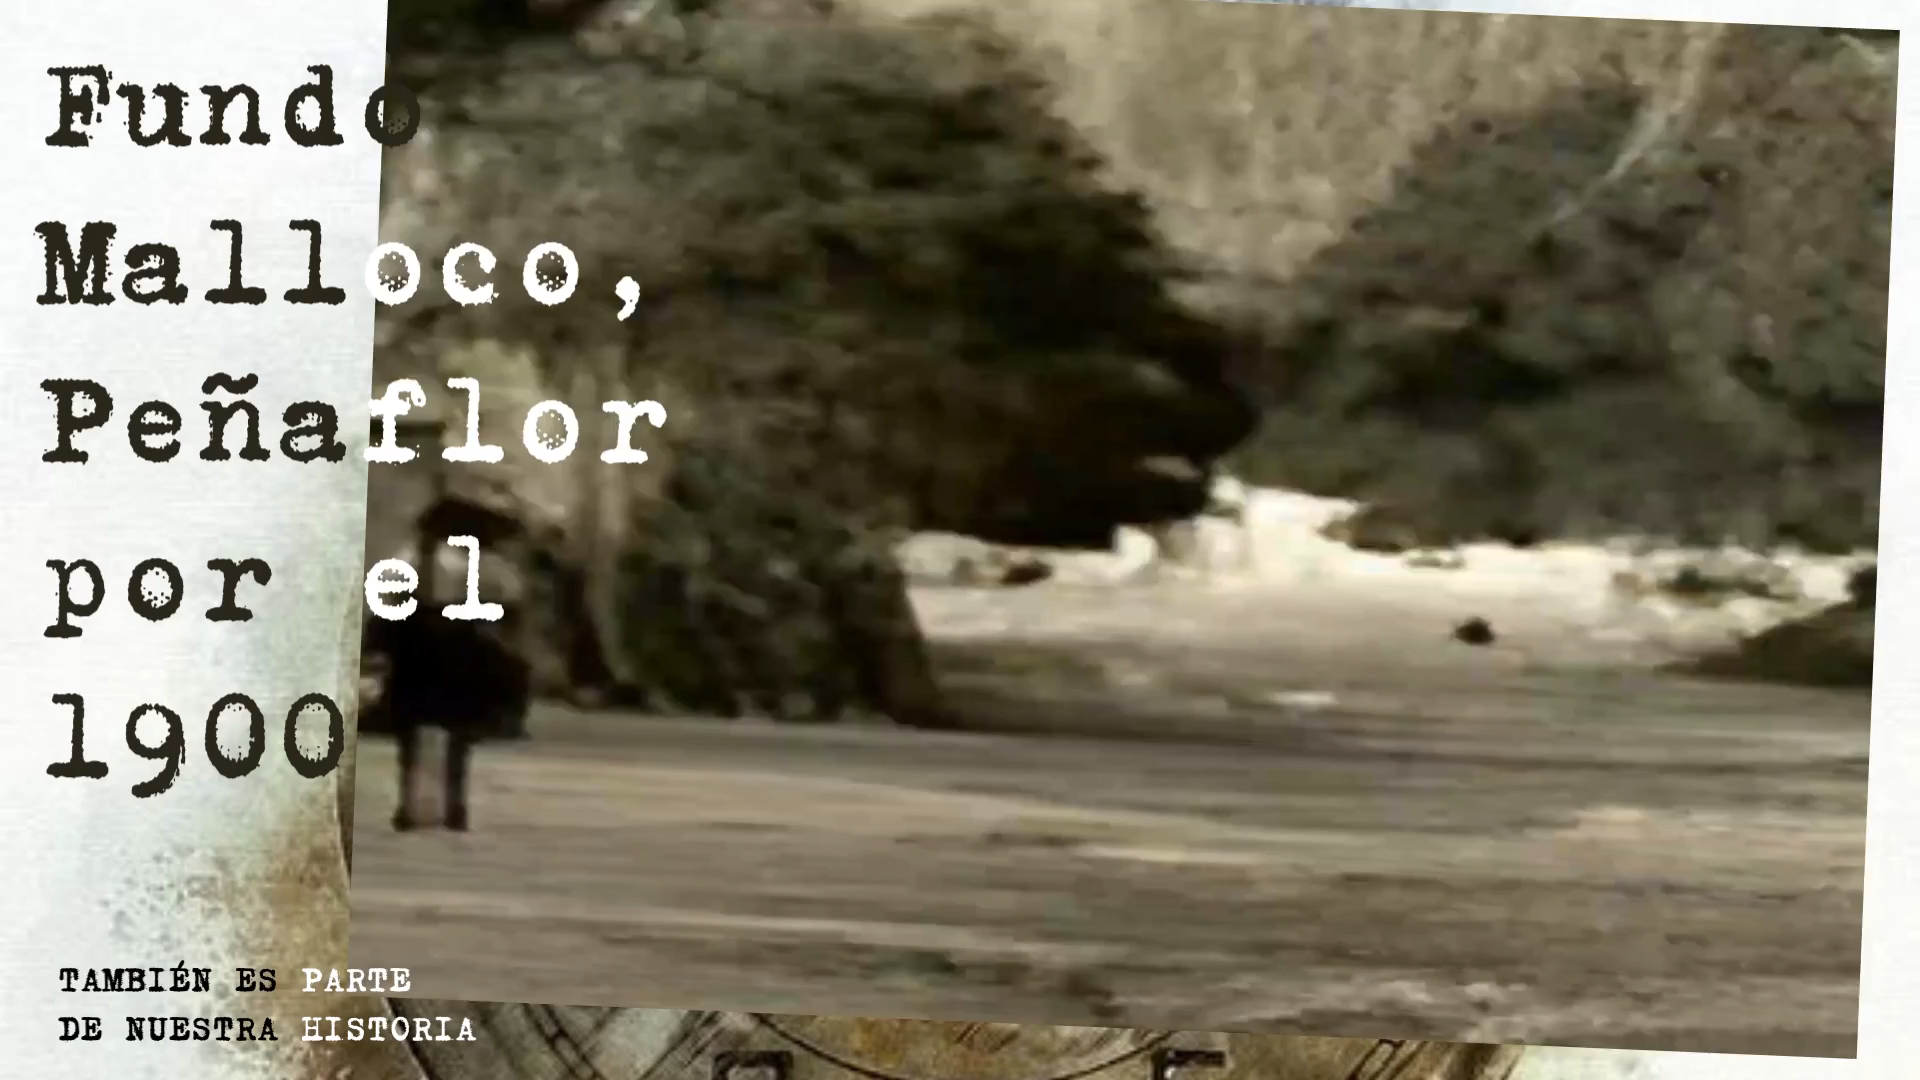 Fundo
Malloco,
Peñaflor
por el
1900
TAMBIÉN ES PARTE
DE NUESTRA HISTORIA